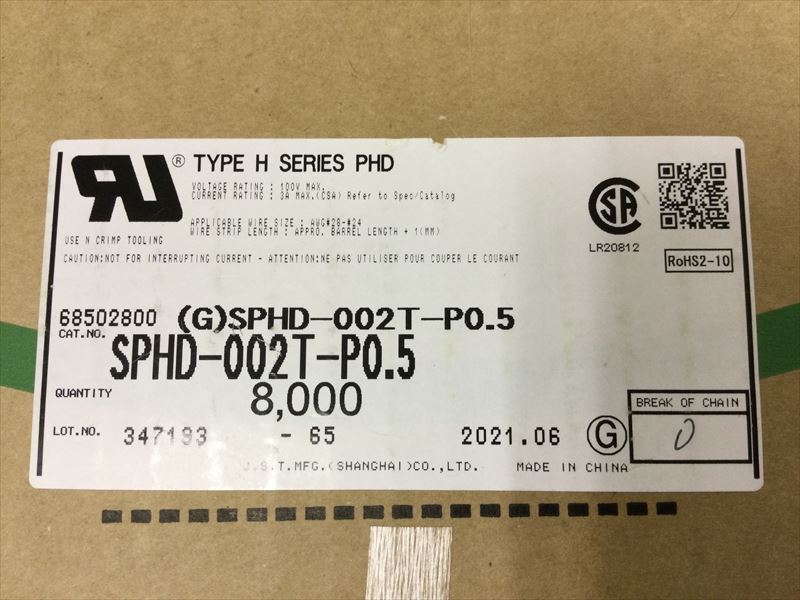 RU ® TYPE H SERIES PHD
VOLTAGE RATING : 100V MAX.
CURRENT RATING : 3A MAX.(CSA) Refer to Spec/Catalog
APPLICABLE WIRE SIZE : AWG#28-#24
WIRE STRIP LENGTH : APPRO. BARREL LENGTH + 1(MM)
USE N CRIMP TOOLING
CAUTION:NOT FOR INTERRUPTING CURRENT - ATTENTION:NE PAS UTILISER POUR COUPER LE COURANT
SA
LR20812
RoHS2-10
68502800 (G)SPHD-002T-P0.5
CAT.NO.
SPHD-002T-P0.5
QUANTITY 8,000
BREAK OF CHAIN
0
LOT.NO. 347193 - 65 2021.06 G
J.S.T.MFG.(SHANGHAI)CO.,LTD. MADE IN CHINA